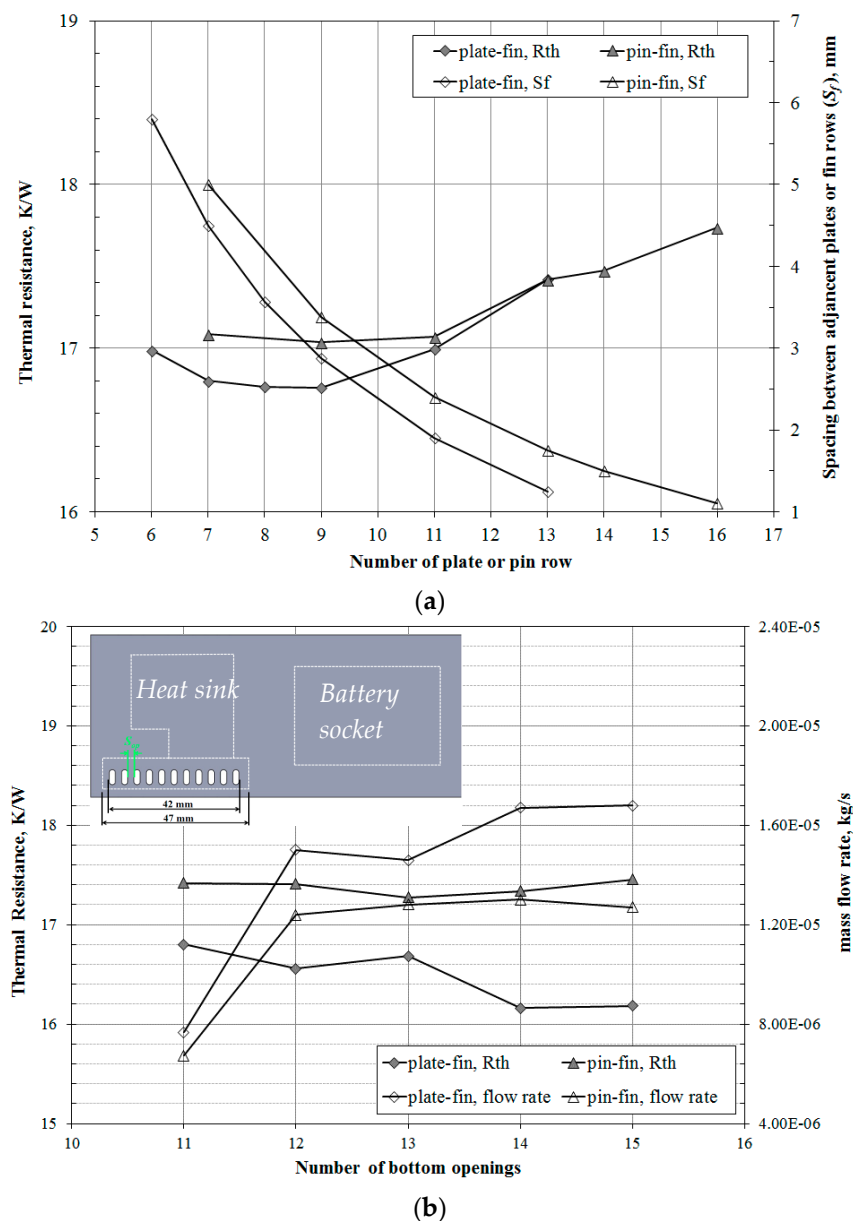 19
7
plate-fin, Rth
pin-fin, Rth
plate-fin, Sf
pin-fin, Sf
6
18
5
4
17
3
2
16
1
5 6 7 8 9 10 11 12 13 14 15 16 17
Thermal resistance, K/W
Spacing between adjancent plates or fin rows (Sf), mm
Number of plate or pin row
(a)
20
2.40E-05
Heat sink
Battery
socket
42 mm
47 mm
19
2.00E-05
18
1.60E-05
17
1.20E-05
16
8.00E-06
plate-fin, Rth
pin-fin, Rth
plate-fin, flow rate
pin-fin, flow rate
15
4.00E-06
10 11 12 13 14 15 16
Thermal Resistance, K/W
mass flow rate, kg/s
Number of bottom openings
(b)